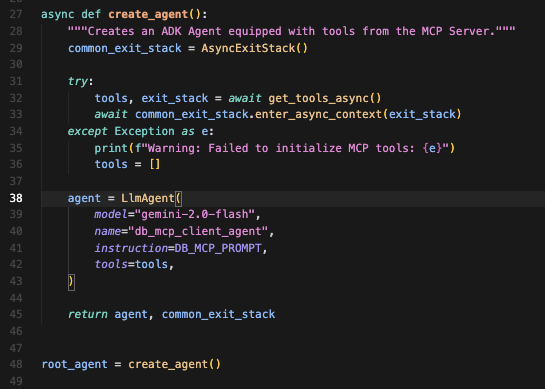 27 async def create_agent():
28     """Creates an ADK Agent equipped with tools from the MCP Server."""
29     common_exit_stack = AsyncExitStack()
30
31     try:
32         tools, exit_stack = await get_tools_async()
33         await common_exit_stack.enter_async_context(exit_stack)
34     except Exception as e:
35         print(f"Warning: Failed to initialize MCP tools: {e}")
36         tools = []
37
38     agent = LlmAgent(
39         model="gemini-2.0-flash",
40         name="db_mcp_client_agent",
41         instruction=DB_MCP_PROMPT,
42         tools=tools,
43     )
44
45     return agent, common_exit_stack
46
47
48 root_agent = create_agent()
49